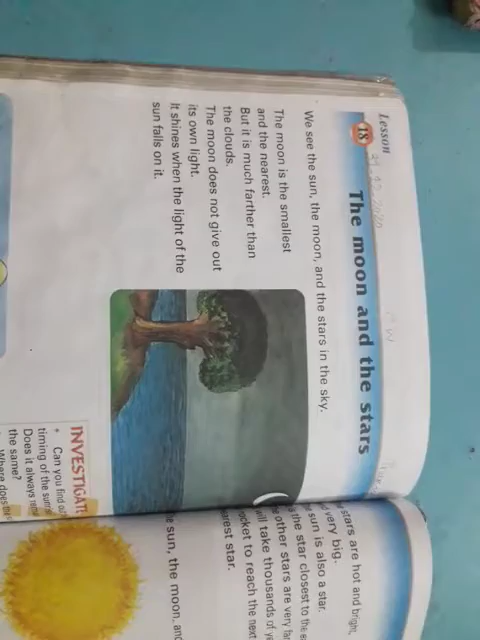 Lesson
18
The moon and the stars
We see the sun, the moon, and the stars in the sky.
The moon is the smallest
and the nearest.
But it is much farther than
the clouds.
The moon does not give out
its own light.
It shines when the light of the
sun falls on it.
INVESTIGAT
Can you find
timing of the
Does it always
the same?
Where does
stars are hot and bright,
very big.
sun is also a star.
the star closest to the
other stars are very
will take thousands of
rocket to reach the next
nearest star.
sun, the moon, and